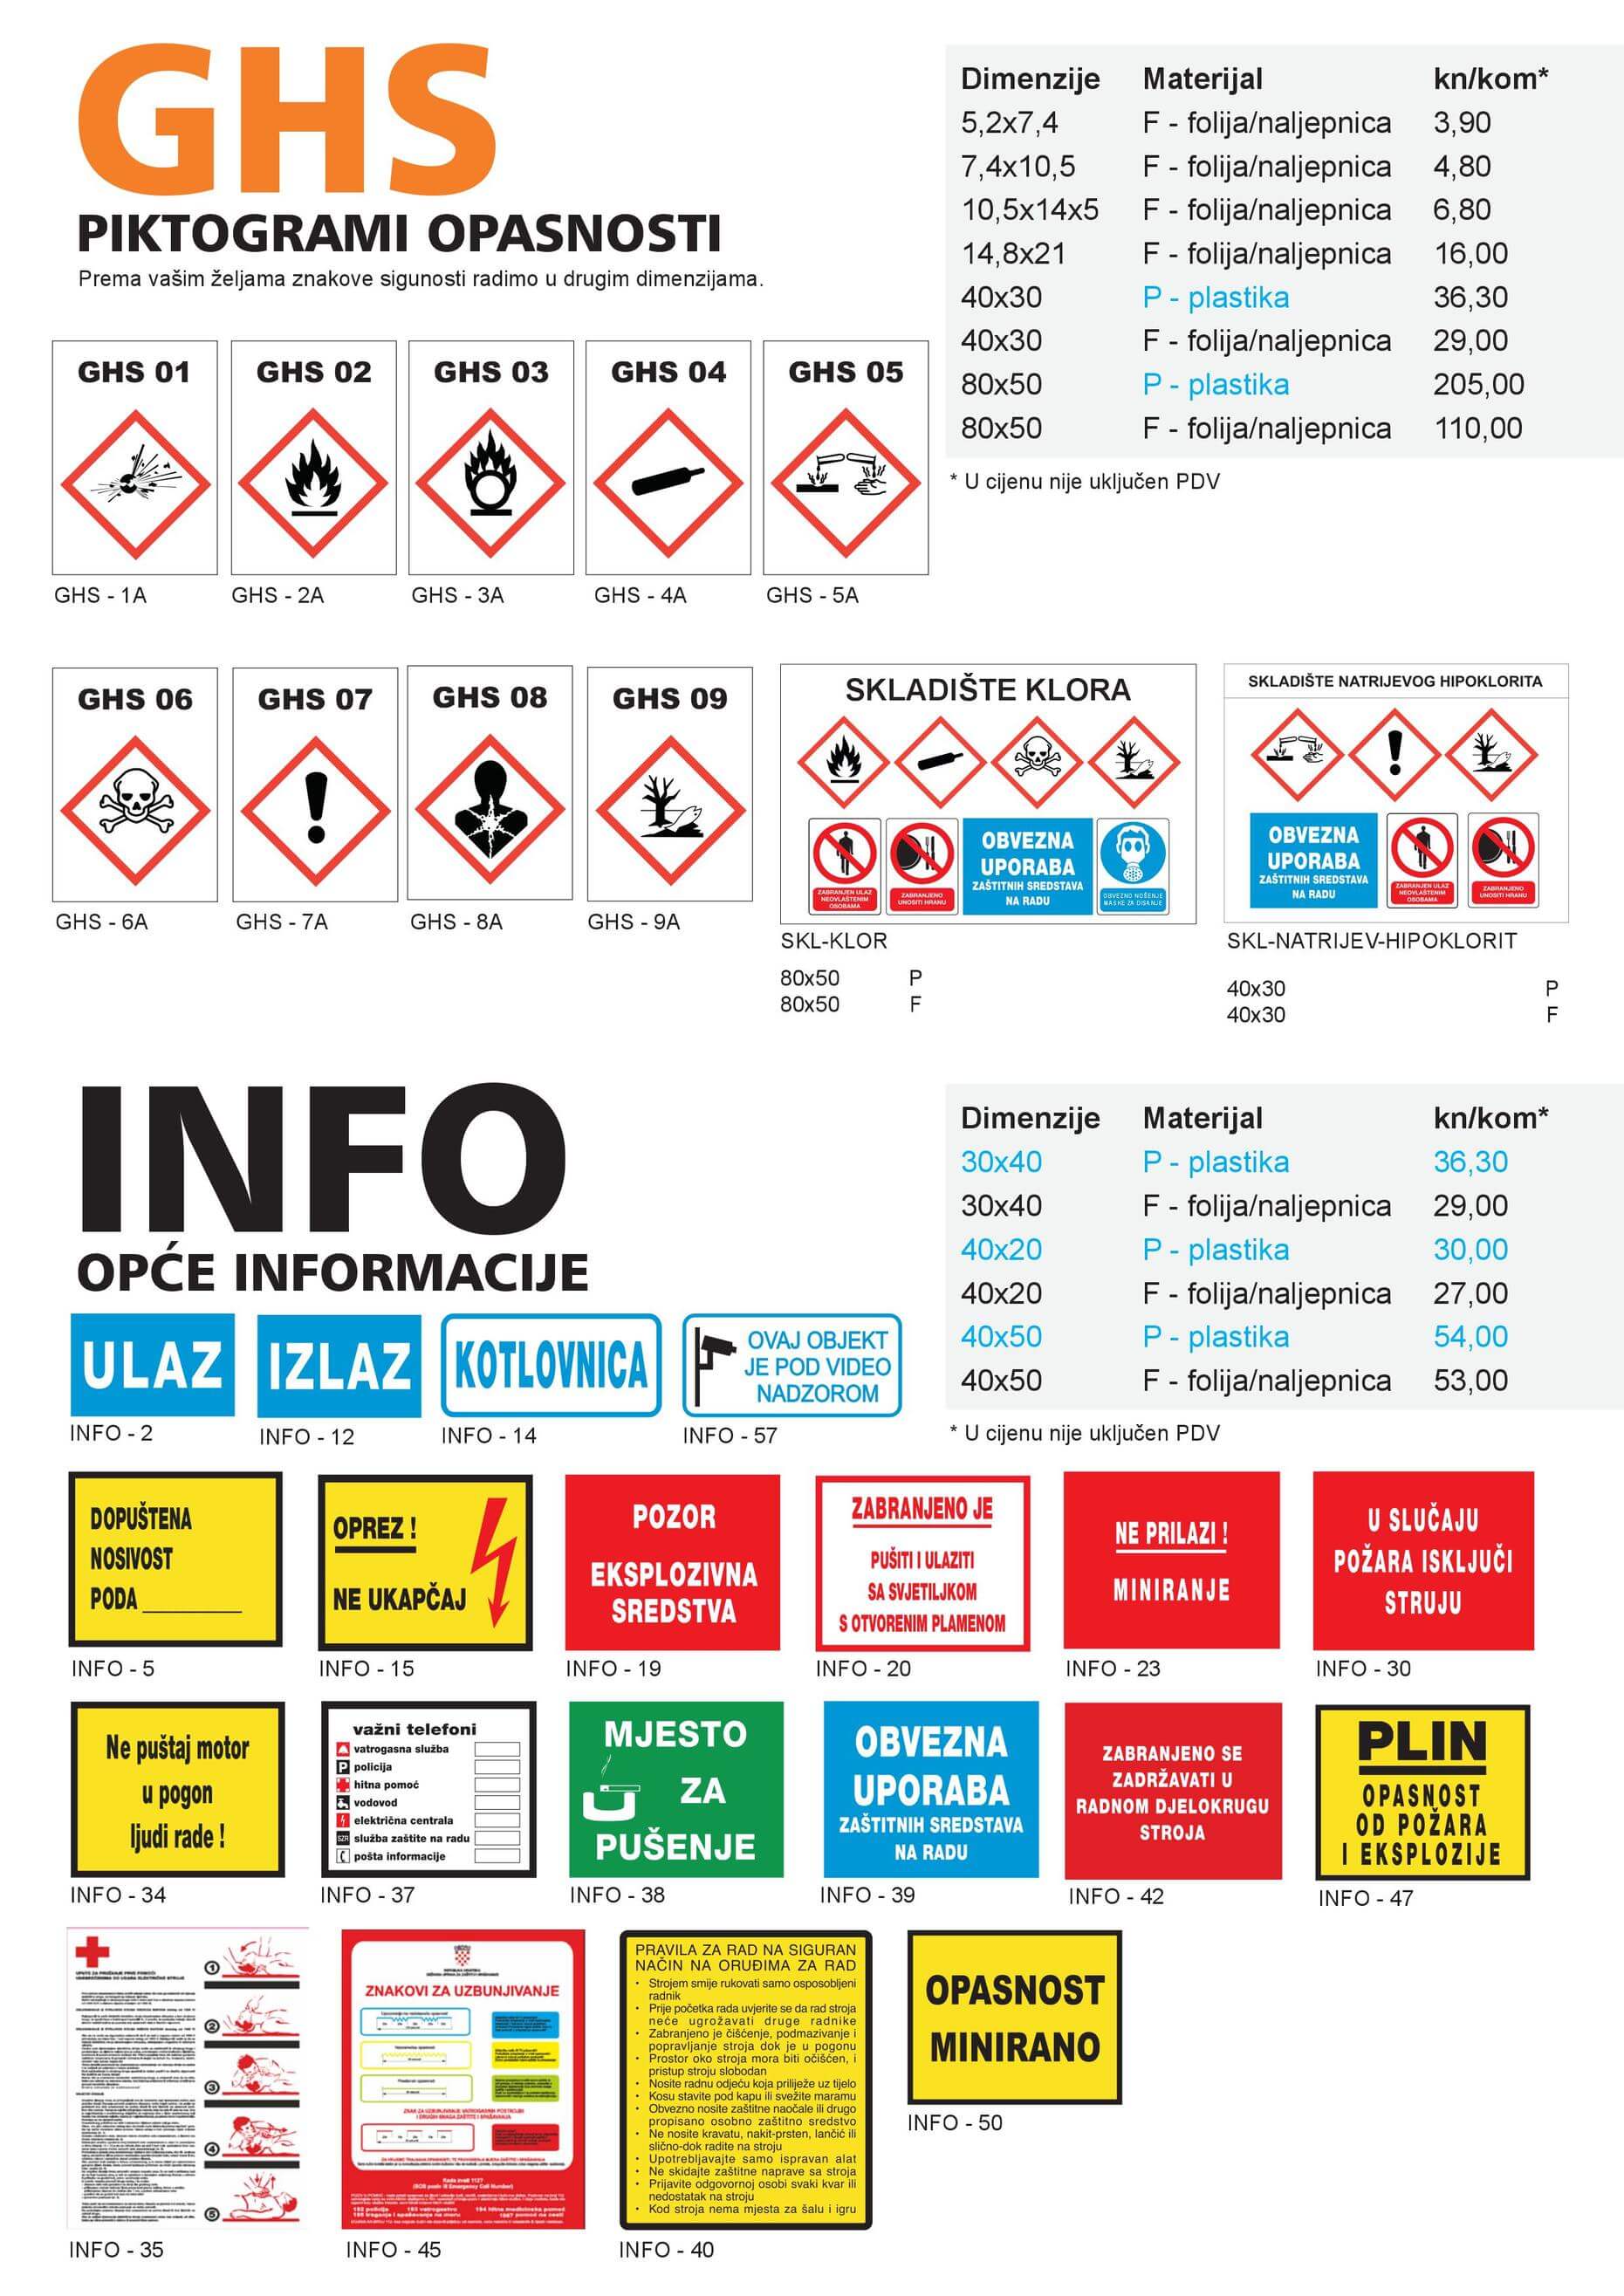 GHS
PIKTOGRAMI OPASNOSTI
Prema vašim željama znakove sigunosti radimo u drugim dimenzijama.
Dimenzije Materijal kn/kom*
5,2x7,4 F - folija/naljepnica 3,90
7,4x10,5 F - folija/naljepnica 4,80
10,5x14x5 F - folija/naljepnica 6,80
14,8x21 F - folija/naljepnica 16,00
40x30 P - plastika 36,30
40x30 F - folija/naljepnica 29,00
80x50 P - plastika 205,00
80x50 F - folija/naljepnica 110,00
* U cijenu nije uključen PDV
GHS 01 GHS 02 GHS 03 GHS 04 GHS 05
GHS - 1A GHS - 2A GHS - 3A GHS - 4A GHS - 5A
GHS 06 GHS 07 GHS 08 GHS 09
GHS - 6A GHS - 7A GHS - 8A GHS - 9A
SKLADIŠTE KLORA
ZABRANJEN ULAZ
NEOVLAŠTENIM
OSOBAMA
ZABRANJENO
UNOSITI HRANU
OBVEZNA
UPORABA
ZAŠTITNIH SREDSTAVA
NA RADU
OBVEZNO NOŠENJE
MASKE ZA DISANJE
SKL-KLOR
80x50 P
80x50 F
SKLADIŠTE NATRIJEVOG HIPOKLORITA
OBVEZNA
UPORABA
ZAŠTITNIH SREDSTAVA
NA RADU
ZABRANJEN ULAZ
NEOVLAŠTENIM
OSOBAMA
ZABRANJENO
UNOSITI HRANU
SKL-NATRIJEV-HIPOKLORIT
40x30 P
40x30 F
INFO
OPĆE INFORMACIJE
Dimenzije Materijal kn/kom*
30x40 P - plastika 36,30
30x40 F - folija/naljepnica 29,00
40x20 P - plastika 30,00
40x20 F - folija/naljepnica 27,00
40x50 P - plastika 54,00
40x50 F - folija/naljepnica 53,00
* U cijenu nije uključen PDV
ULAZ
INFO - 2
IZLAZ
INFO - 12
KOTLOVNICA
INFO - 14
OVAJ OBJEKT
JE POD VIDEO
NADZOROM
INFO - 57
DOPUŠTENA
NOSIVOST
PODA ________
INFO - 5
OPREZ !
NE UKAPČAJ
INFO - 15
POZOR
EKSPLOZIVNA
SREDSTVA
INFO - 19
ZABRANJENO JE
PUŠITI I ULAZITI
SA SVJETILJKOM
S OTVORENIM PLAMENOM
INFO - 20
NE PRILAZI !
MINIRANJE
INFO - 23
U SLUČAJU
POŽARA ISKLJUČI
STRUJU
INFO - 30
Ne puštaj motor
u pogon
ljudi rade !
INFO - 34
važni telefoni
vatrogasna služba
P policija
hitna pomoć
vodovod
električna centrala
SZR služba zaštite na radu
pošta informacije
INFO - 37
MJESTO
ZA
PUŠENJE
INFO - 38
OBVEZNA
UPORABA
ZAŠTITNIH SREDSTAVA
NA RADU
INFO - 39
ZABRANJENO SE
ZADRŽAVATI U
RADNOM DJELOKRUGU
STROJA
INFO - 42
PLIN
OPASNOST
OD POŽARA
I EKSPLOZIJE
INFO - 47
1
2
3
4
5
INFO - 35
ZNAKOVI ZA UZBUNJIVANJE
INFO - 45
PRAVILA ZA RAD NA SIGURAN
NAČIN NA ORUĐIMA ZA RAD
• Strojem smije rukovati samo osposobljeni
radnik
• Prije početka rada uvjerite se da rad stroja
neće ugrožavati druge radnike
• Zabranjeno je čišćenje, podmazivanje i
popravljanje stroja dok je u pogonu
• Prostor oko stroja mora biti očišćen, i
pristup stroju slobodan
• Nosite radnu odjeću koja priliježe uz tijelo
• Kosu stavite pod kapu ili svežite maramu
• Obvezno nosite zaštitne naočale ili drugo
propisano osobno zaštitno sredstvo
• Ne nosite kravatu, nakit-prsten, lančić ili
slično-dok radite na stroju
• Upotrebljavajte samo ispravan alat
• Ne skidajte zaštitne naprave sa stroja
• Prijavite odgovornoj osobi svaki kvar ili
nedostatak na stroju
• Kod stroja nema mjesta za šalu i igru
INFO - 40
OPASNOST
MINIRANO
INFO - 50